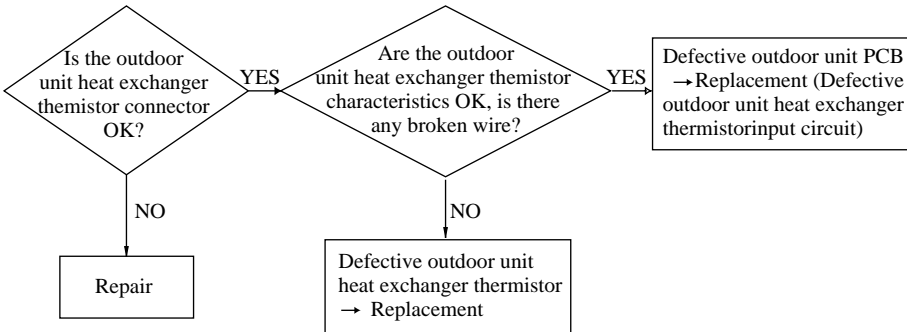 Is the outdoor
unit heat exchanger
themistor connector
OK?
YES
NO
Repair
Are the outdoor
unit heat exchanger themistor
characteristics OK, is there
any broken wire?
YES
NO
Defective outdoor unit
heat exchanger thermistor
→ Replacement
Defective outdoor unit PCB
→Replacement (Defective
outdoor unit heat exchanger
thermistorinput circuit)